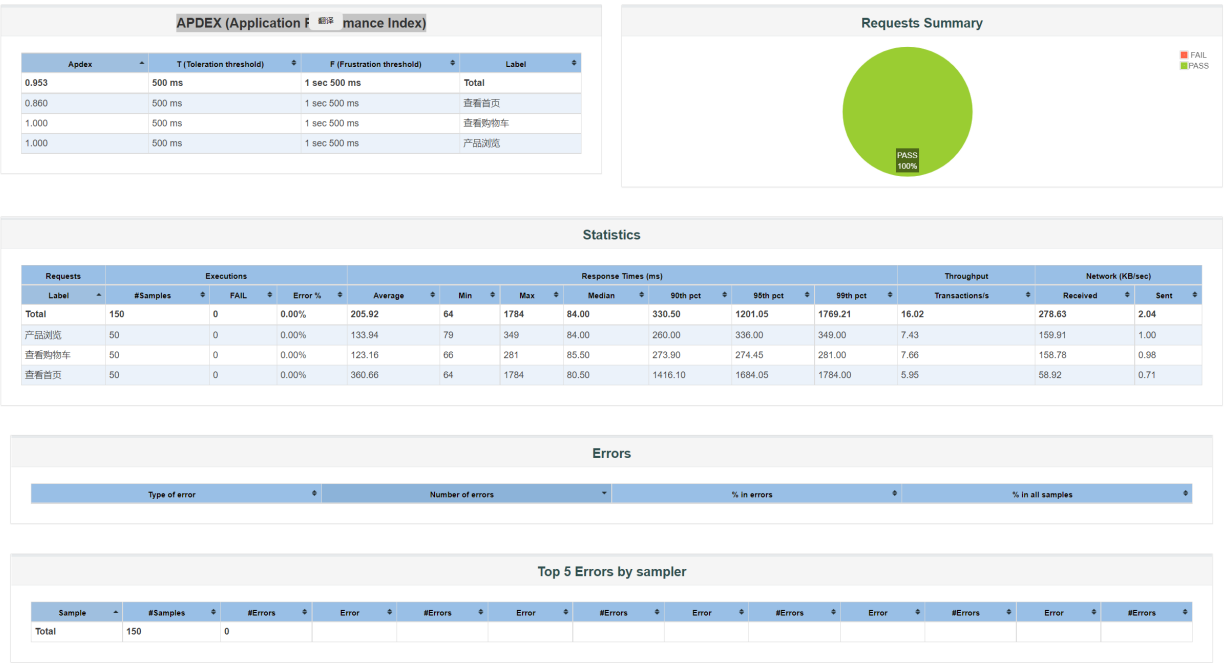 APDEX (Application F 翻译 mance Index)
Apdex T (Toleration threshold) F (Frustration threshold) Label
0.953 500 ms 1 sec 500 ms Total
0.860 500 ms 1 sec 500 ms 查看首页
1.000 500 ms 1 sec 500 ms 查看购物车
1.000 500 ms 1 sec 500 ms 产品浏览
Requests Summary
FAIL
PASS
PASS
100%
Statistics
Requests Executions Response Times (ms) Throughput Network (KB/sec)
Label #Samples FAIL Error % Average Min Max Median 90th pct 95th pct 99th pct Transactions/s Received Sent
Total 150 0 0.00% 205.92 64 1784 84.00 330.50 1201.05 1769.21 16.02 278.63 2.04
产品浏览 50 0 0.00% 133.94 79 349 84.00 260.00 336.00 349.00 7.43 159.91 1.00
查看购物车 50 0 0.00% 123.16 66 281 85.50 273.90 274.45 281.00 7.66 158.78 0.98
查看首页 50 0 0.00% 360.66 64 1784 80.50 1416.10 1684.05 1784.00 5.95 58.92 0.71
Errors
Type of error Number of errors % in errors % in all samples
Top 5 Errors by sampler
Sample #Samples #Errors Error #Errors Error #Errors Error #Errors Error #Errors Error #Errors
Total 150 0